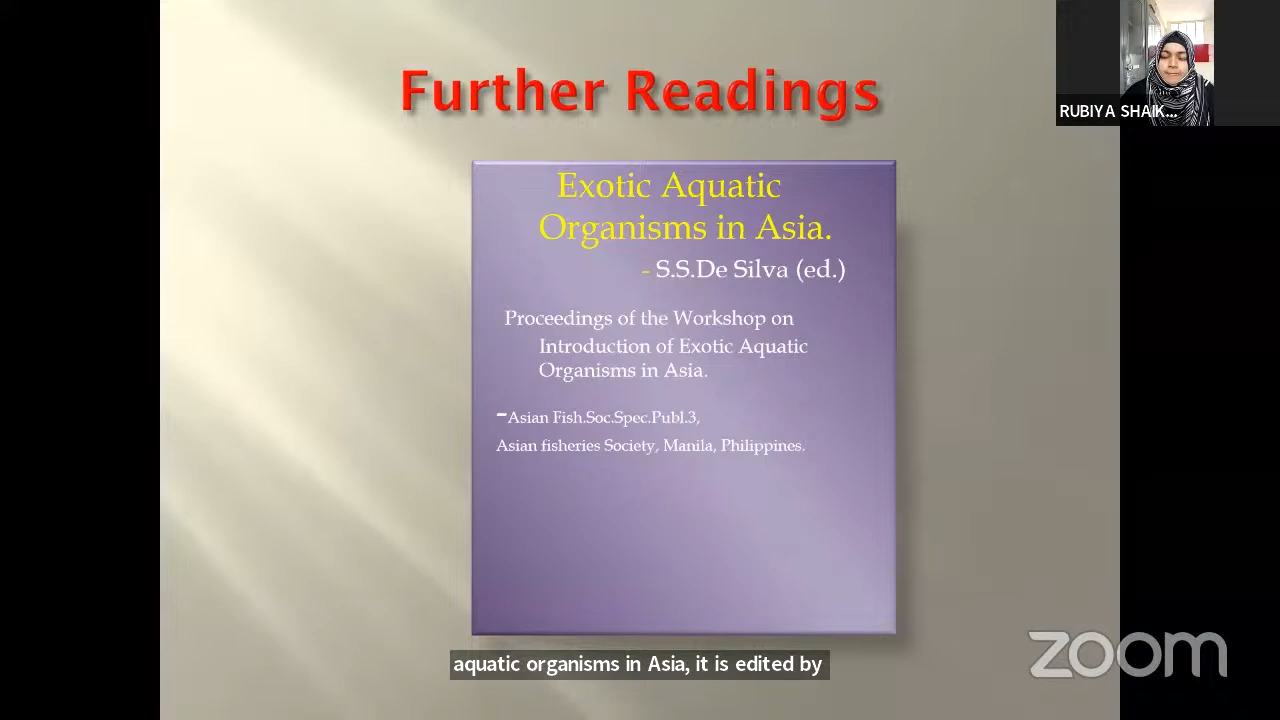 Further Readings
RUBIYA SHAIK...
Exotic Aquatic
Organisms in Asia.
- S.S.De Silva (ed.)
Proceedings of the Workshop on
Introduction of Exotic Aquatic
Organisms in Asia.
-Asian Fish.Soc.Spec.Publ.3,
Asian fisheries Society, Manila, Philippines.
zoom
aquatic organisms in Asia, it is edited by